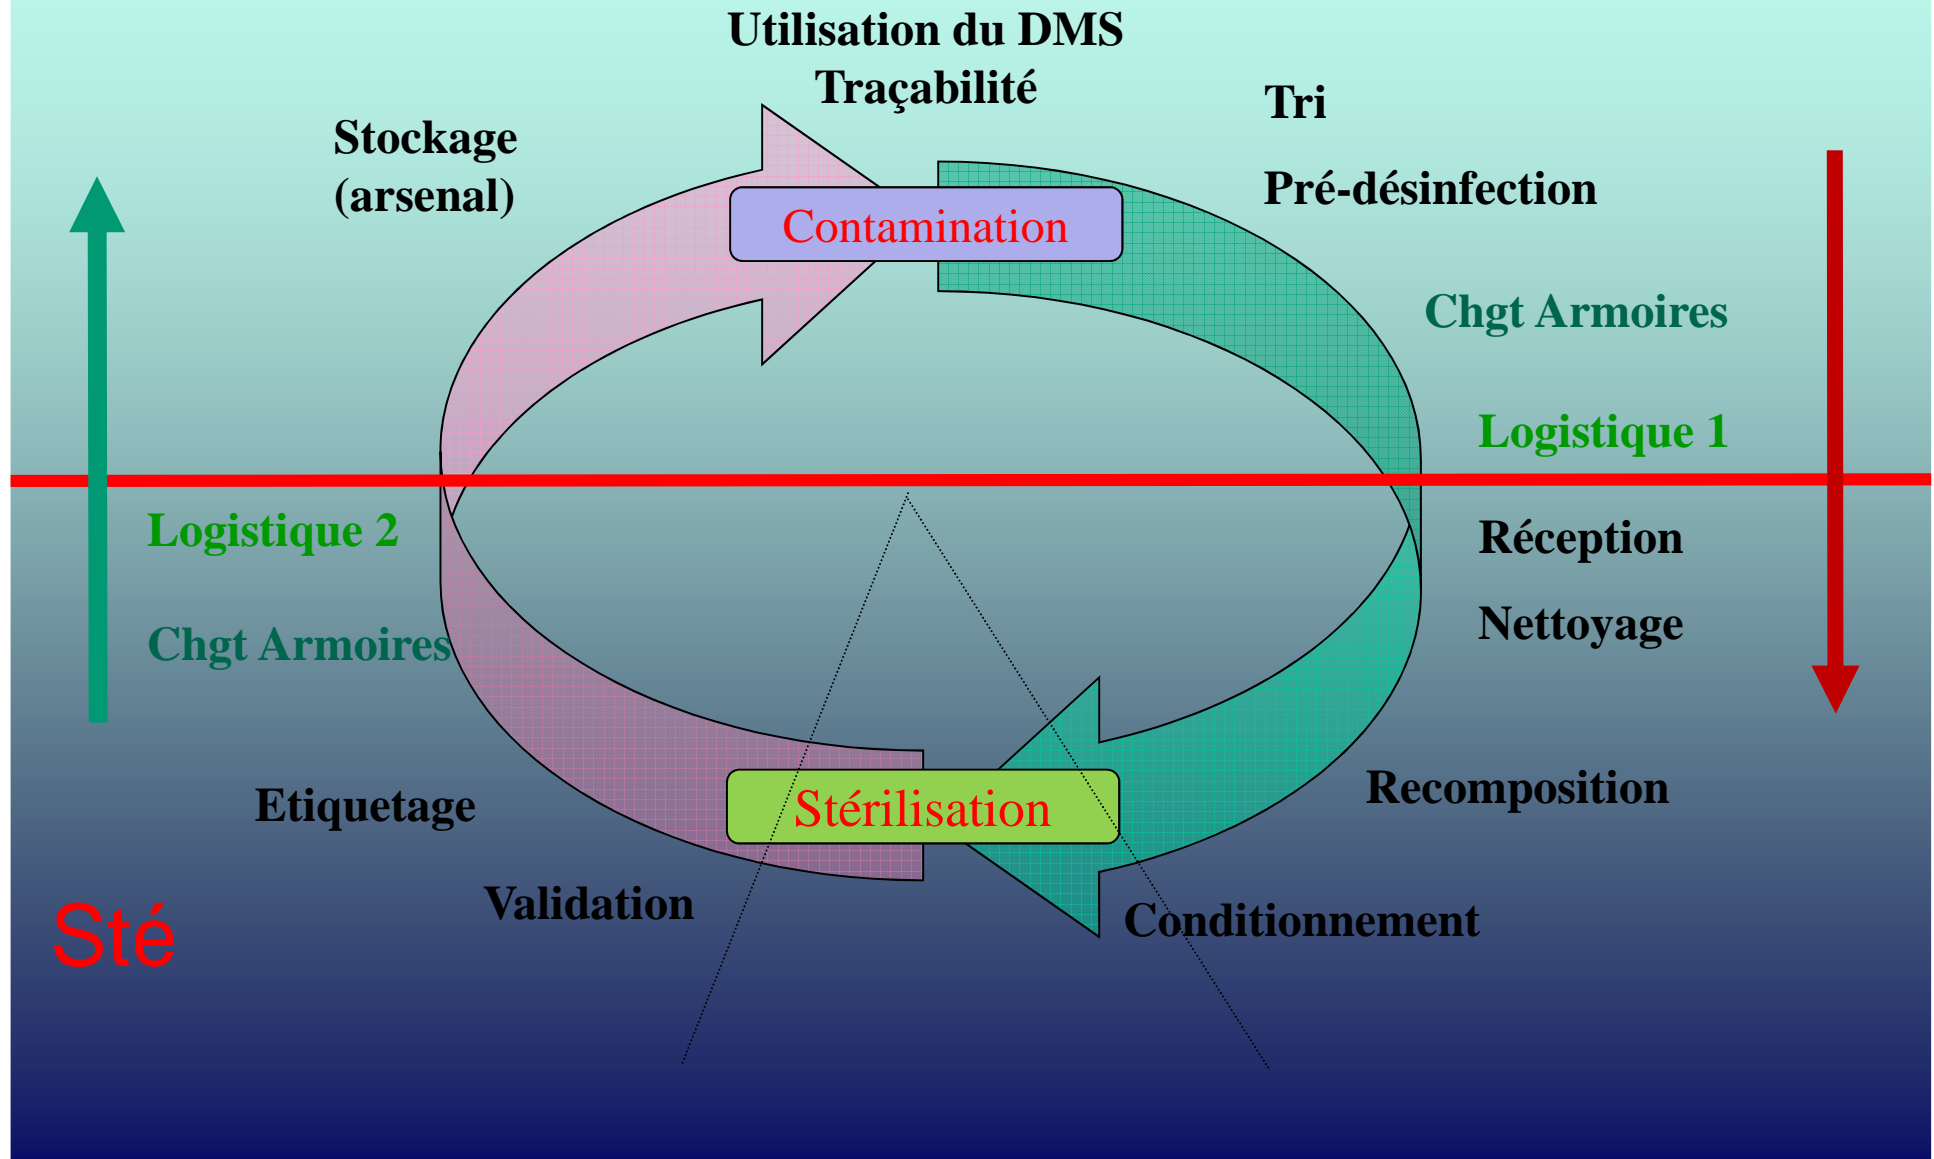 Utilisation du DMS
Traçabilité
Tri
Stockage
(arsenal)
Pré-désinfection
Contamination
Chgt Armoires
Logistique 1
Logistique 2
Réception
Nettoyage
Chgt Armoires
Recomposition
Etiquetage
Stérilisation
Validation
Conditionnement
Sté